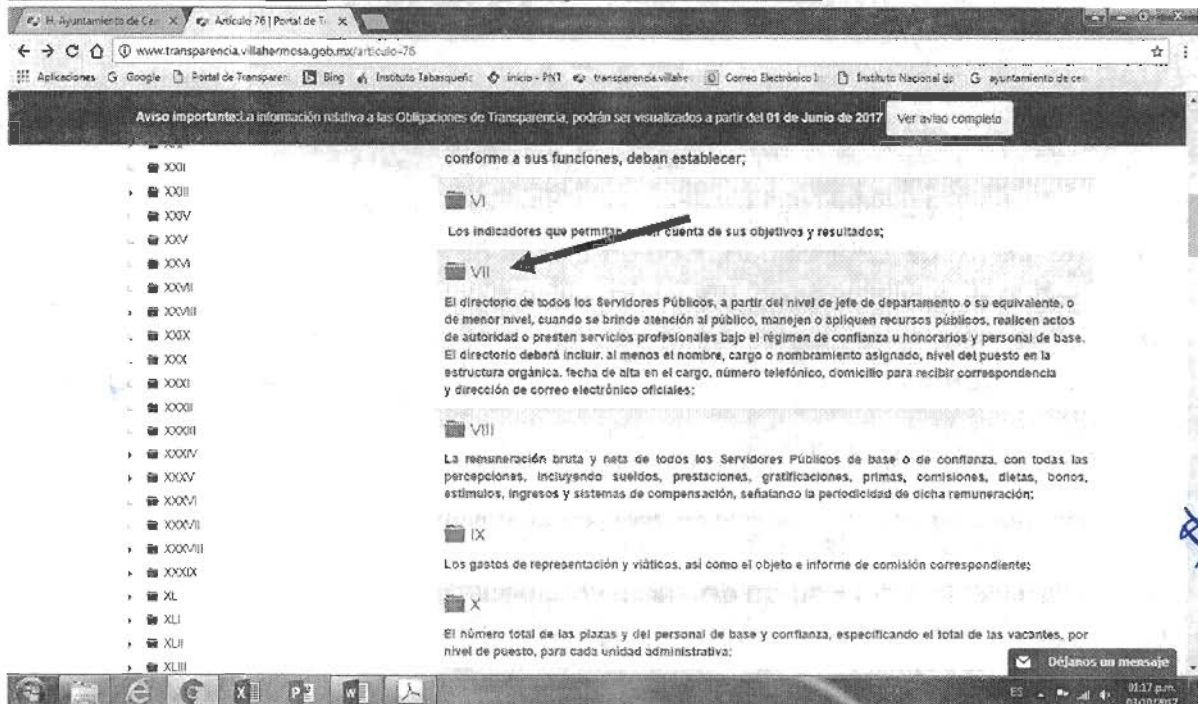 H. Ayuntamiento de Cen
Artículo 76 | Portal de T
www.transparencia.villahermosa.gob.mx/articulo-76
Aplicaciones
Google
Portal de Transparen
Bing
Instituto Tabasqueño
Inicio - PNT
transparencia.villahe
Correo Electrónico I
Instituto Nacional de
ayuntamiento de ce
Aviso importante:La información relativa a las Obligaciones de Transparencia, podrán ser visualizados a partir del 01 de Junio de 2017
Ver aviso completo
XXII
XXIII
XXIV
XXV
XXVI
XXVII
XXVIII
XXIX
XXX
XXXI
XXXII
XXXIII
XXXIV
XXXV
XXXVI
XXXVII
XXXVIII
XXXIX
XL
XLI
XLII
XLIII
conforme a sus funciones, deban establecer;
VI
Los indicadores que permitan cuenta de sus objetivos y resultados;
VII
El directorio de todos los Servidores Públicos, a partir del nivel de jefe de departamento o su equivalente, o
de menor nivel, cuando se brinde atención al público, manejen o apliquen recursos públicos, realicen actos
de autoridad o presten servicios profesionales bajo el régimen de confianza u honorarios y personal de base.
El directorio deberá incluir, al menos el nombre, cargo o nombramiento asignado, nivel del puesto en la
estructura orgánica, fecha de alta en el cargo, número telefónico, domicilio para recibir correspondencia
y dirección de correo electrónico oficiales;
VIII
La remuneración bruta y neta de todos los Servidores Públicos de base o de confianza, con todas las
percepciones, incluyendo sueldos, prestaciones, gratificaciones, primas, comisiones, dietas, bonos,
estímulos, ingresos y sistemas de compensación, señalando la periodicidad de dicha remuneración;
IX
Los gastos de representación y viáticos, así como el objeto e informe de comisión correspondiente;
X
El número total de las plazas y del personal de base y confianza, especificando el total de las vacantes, por
nivel de puesto, para cada unidad administrativa;
Déjanos un mensaje
ES
01:17 p.m.